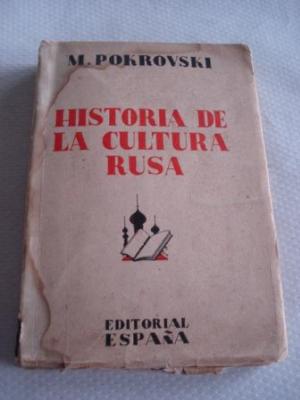 M. POKROVSKI
HISTORIA DE
LA CULTURA
RUSA
EDITORIAL
ESPAÑA